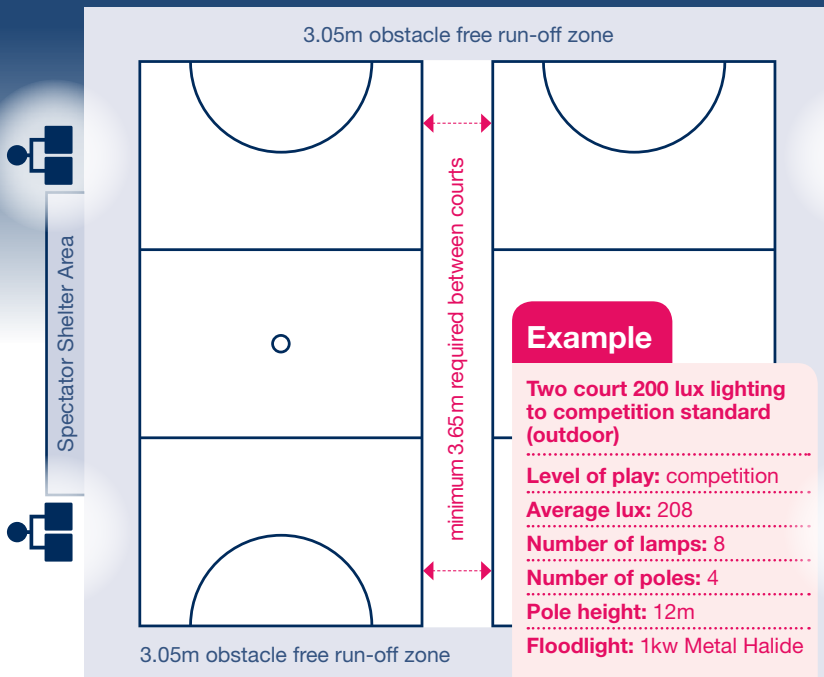 3.05m obstacle free run-off zone
Spectator Shelter Area
minimum 3.65m required between courts
Example
Two court 200 lux lighting
to competition standard
(outdoor)
Level of play: competition
Average lux: 208
Number of lamps: 8
Number of poles: 4
Pole height: 12m
Floodlight: 1kw Metal Halide
3.05m obstacle free run-off zone